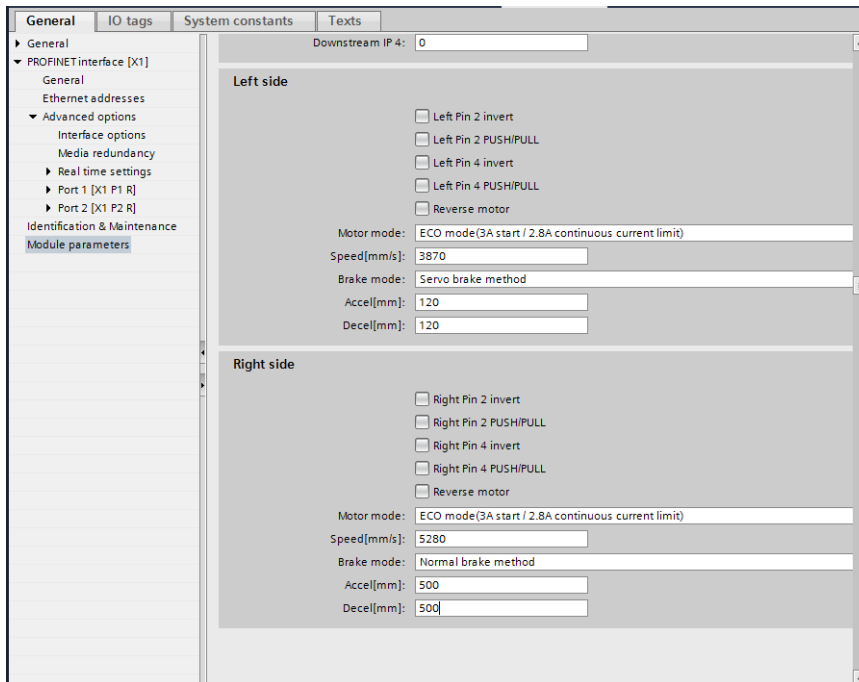 General IO tags System constants Texts
General
PROFINET interface [X1]
General
Ethernet addresses
Advanced options
Interface options
Media redundancy
Real time settings
Port 1 [X1 P1 R]
Port 2 [X1 P2 R]
Identification & Maintenance
Module parameters
Downstream IP 4: 0
Left side
Left Pin 2 invert
Left Pin 2 PUSH/PULL
Left Pin 4 invert
Left Pin 4 PUSH/PULL
Reverse motor
Motor mode: ECO mode(3A start / 2.8A continuous current limit)
Speed[mm/s]: 3870
Brake mode: Servo brake method
Accel[mm]: 120
Decel[mm]: 120
Right side
Right Pin 2 invert
Right Pin 2 PUSH/PULL
Right Pin 4 invert
Right Pin 4 PUSH/PULL
Reverse motor
Motor mode: ECO mode(3A start / 2.8A continuous current limit)
Speed[mm/s]: 5280
Brake mode: Normal brake method
Accel[mm]: 500
Decel[mm]: 500